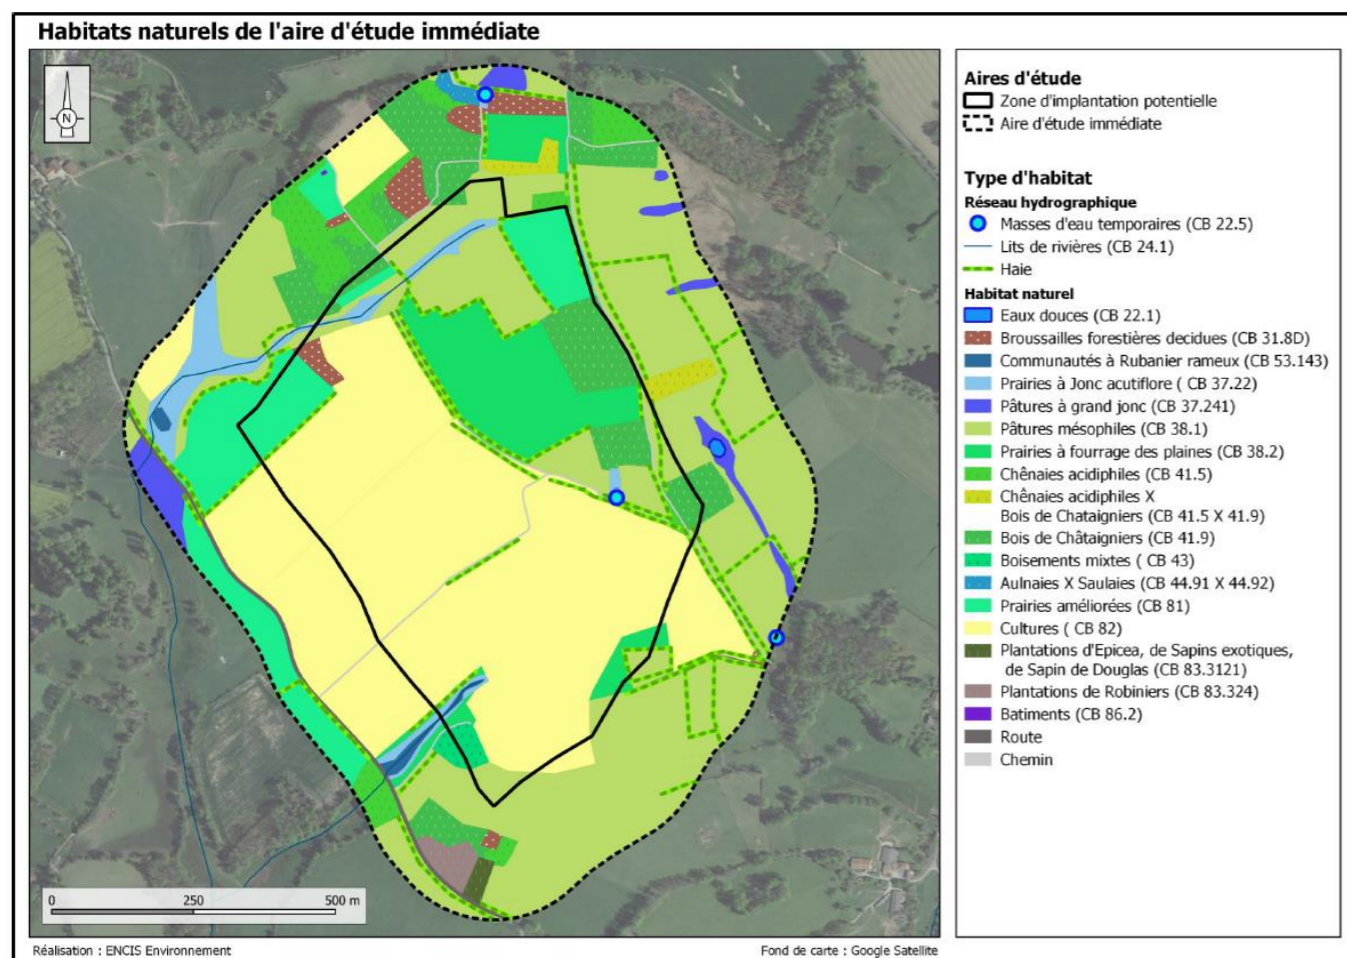 Habitats naturels de l'aire d'étude immédiate
N
0 250 500 m
Réalisation : ENCIS Environnement
Fond de carte : Google Satellite
Aires d'étude
Zone d'implantation potentielle
Aire d'étude immédiate
Type d'habitat
Réseau hydrographique
Masses d'eau temporaires (CB 22.5)
Lits de rivières (CB 24.1)
Haie
Habitat naturel
Eaux douces (CB 22.1)
Broussailles forestières decidues (CB 31.8D)
Communautés à Rubanier rameux (CB 53.143)
Prairies à Jonc acutiflore ( CB 37.22)
Pâtures à grand jonc (CB 37.241)
Pâtures mésophiles (CB 38.1)
Prairies à fourrage des plaines (CB 38.2)
Chênaies acidiphiles (CB 41.5)
Chênaies acidiphiles X
Bois de Chataigniers (CB 41.5 X 41.9)
Bois de Châtaigniers (CB 41.9)
Boisements mixtes ( CB 43)
Aulnaies X Saulaies (CB 44.91 X 44.92)
Prairies améliorées (CB 81)
Cultures ( CB 82)
Plantations d'Epicea, de Sapins exotiques,
de Sapin de Douglas (CB 83.3121)
Plantations de Robiniers (CB 83.324)
Batiments (CB 86.2)
Route
Chemin